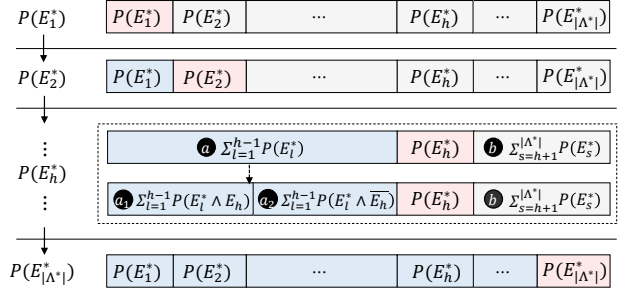 P(E₁*) P(E₁*) P(E₂*) ⋯ P(Eₕ*) P(E*_{|Λ*|})
P(E₂*) P(E₁*) P(E₂*) ⋯ P(Eₕ*) P(E*_{|Λ*|})
⋮ a Σ_{l=1}^{h−1} P(E_l*) P(Eₕ*) b Σ_{s=h+1}^{|Λ*|} P(E_s*)
P(Eₕ*)
⋮ a₁ Σ_{l=1}^{h−1} P(E_l* ∧ Eₕ) a₂ Σ_{l=1}^{h−1} P(E_l* ∧ \overline{Eₕ}) P(Eₕ*) b Σ_{s=h+1}^{|Λ*|} P(E_s*)
P(E*_{|Λ*|}) P(E₁*) P(E₂*) ⋯ P(Eₕ*) ⋯ P(E*_{|Λ*|})